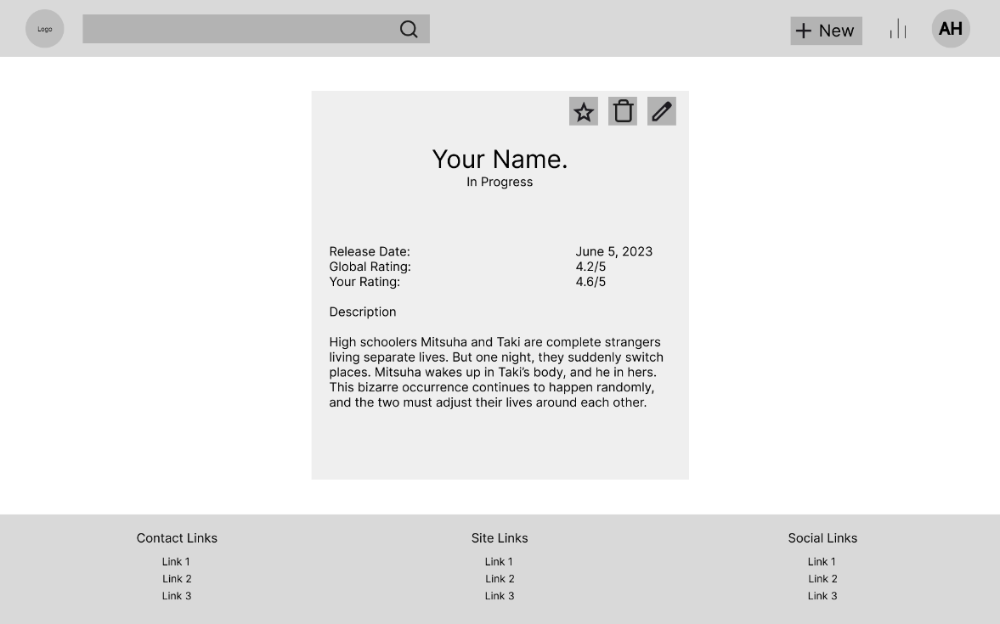 Logo
New
AH
Your Name.
In Progress
Release Date: June 5, 2023
Global Rating: 4.2/5
Your Rating: 4.6/5
Description
High schoolers Mitsuha and Taki are complete strangers
living separate lives. But one night, they suddenly switch
places. Mitsuha wakes up in Taki’s body, and he in hers.
This bizarre occurrence continues to happen randomly,
and the two must adjust their lives around each other.
Contact Links
Link 1
Link 2
Link 3
Site Links
Link 1
Link 2
Link 3
Social Links
Link 1
Link 2
Link 3